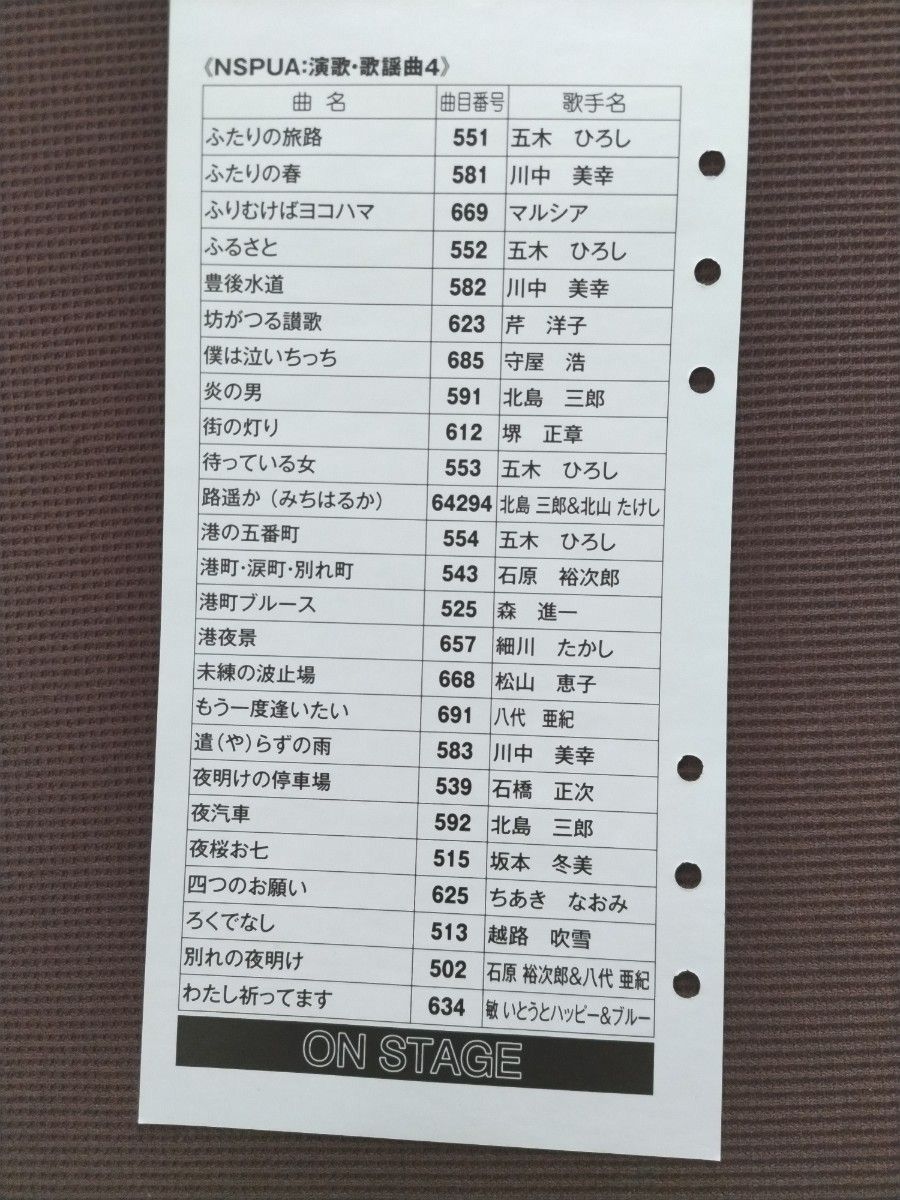 《NSPUA:演歌・歌謡曲4》
曲 名 曲目番号 歌手名
ふたりの旅路 551 五木 ひろし
ふたりの春 581 川中 美幸
ふりむけばヨコハマ 669 マルシア
ふるさと 552 五木 ひろし
豊後水道 582 川中 美幸
坊がつる讃歌 623 芹 洋子
僕は泣いちっち 685 守屋 浩
炎の男 591 北島 三郎
街の灯り 612 堺 正章
待っている女 553 五木 ひろし
路遥か（みちはるか） 64294 北島 三郎&北山 たけし
港の五番町 554 五木 ひろし
港町・涙町・別れ町 543 石原 裕次郎
港町ブルース 525 森 進一
港夜景 657 細川 たかし
未練の波止場 668 松山 恵子
もう一度逢いたい 691 八代 亜紀
遣（や）らずの雨 583 川中 美幸
夜明けの停車場 539 石橋 正次
夜汽車 592 北島 三郎
夜桜お七 515 坂本 冬美
四つのお願い 625 ちあき なおみ
ろくでなし 513 越路 吹雪
別れの夜明け 502 石原 裕次郎&八代 亜紀
わたし祈ってます 634 敏 いとうとハッピー&ブルー
ON STAGE